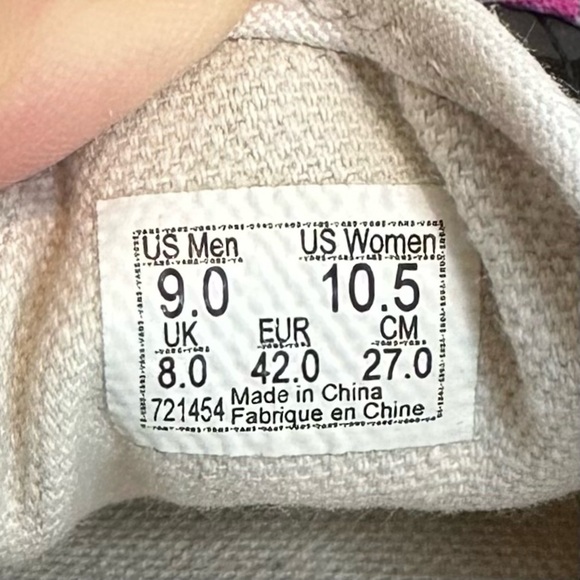 US Men US Women
9.0 10.5
UK EUR CM
8.0 42.0 27.0
721454 Made in China
Fabrique en Chine